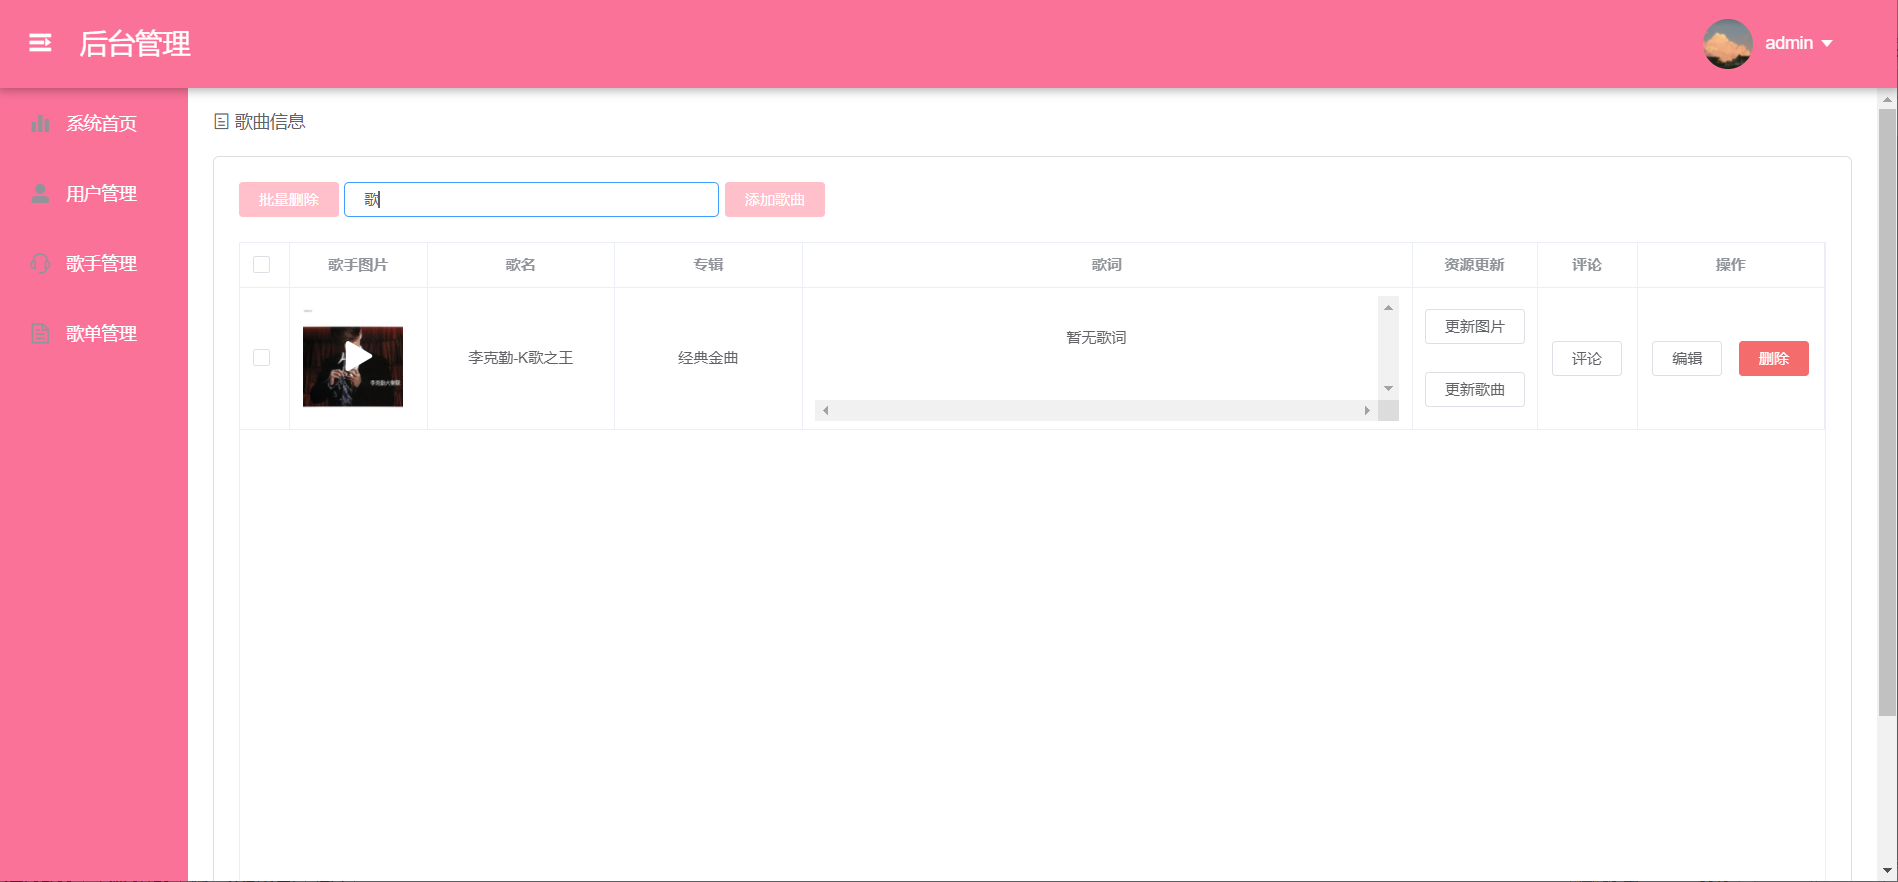 后台管理
admin
系统首页
用户管理
歌手管理
歌单管理
歌曲信息
批量删除
歌
添加歌曲
歌手图片 歌名 专辑 歌词 资源更新 评论 操作
李克勤-K歌之王 经典金曲 暂无歌词 更新图片 更新歌曲 评论 编辑 删除